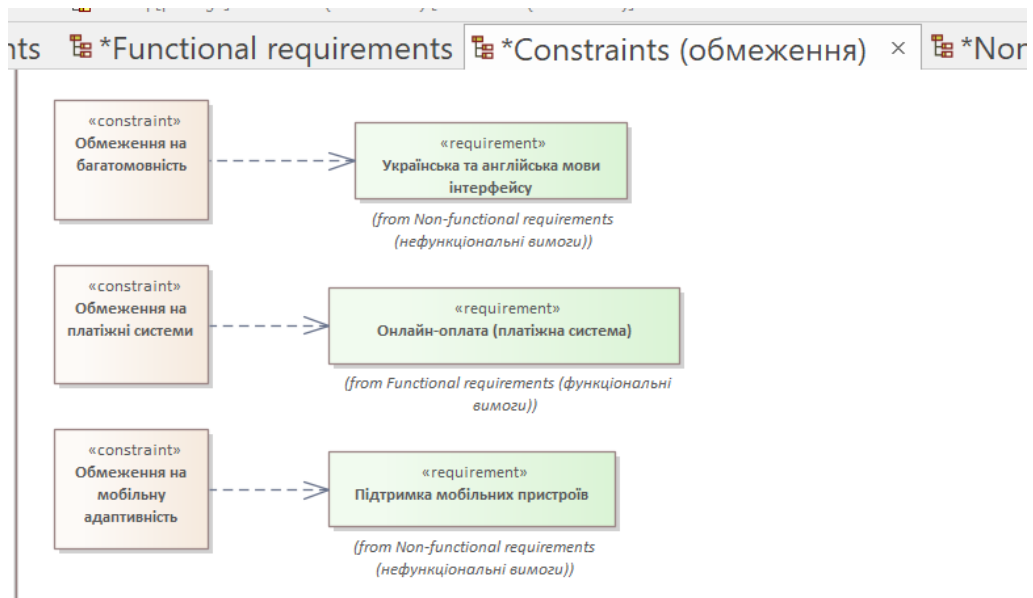 nts *Functional requirements *Constraints (обмеження) × *Non
«constraint»
Обмеження на
багатомовність
«requirement»
Українська та англійська мови
інтерфейсу
(from Non-functional requirements
(нефункціональні вимоги))
«constraint»
Обмеження на
платіжні системи
«requirement»
Онлайн-оплата (платіжна система)
(from Functional requirements (функціональні
вимоги))
«constraint»
Обмеження на
мобільну
адаптивність
«requirement»
Підтримка мобільних пристроїв
(from Non-functional requirements
(нефункціональні вимоги))